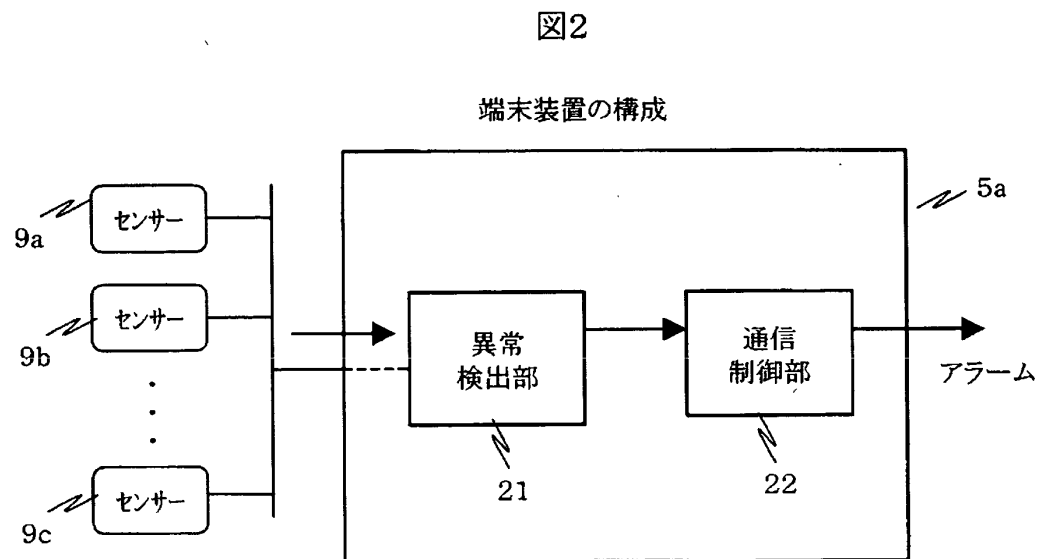 図2
端末装置の構成
5a
センサー
9a
センサー
9b
センサー
9c
異常
検出部
21
通信
制御部
22
アラーム